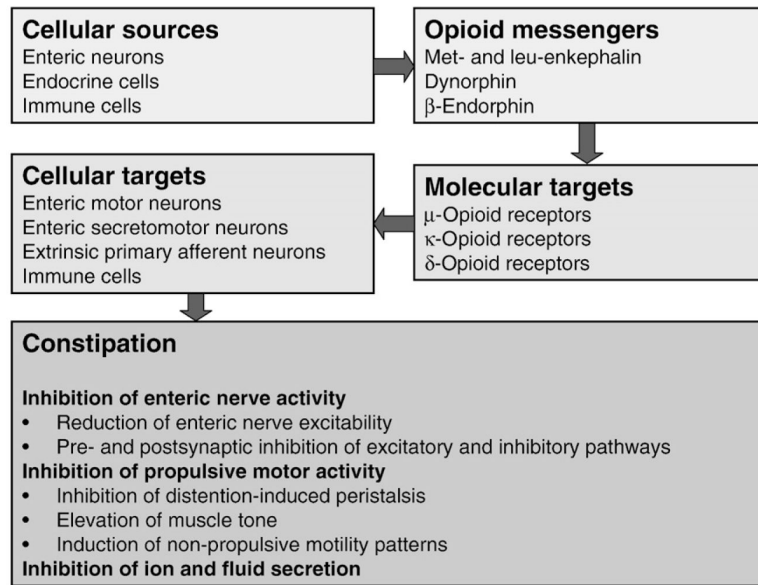 Cellular sources
Enteric neurons
Endocrine cells
Immune cells
Opioid messengers
Met- and leu-enkephalin
Dynorphin
β-Endorphin
Cellular targets
Enteric motor neurons
Enteric secretomotor neurons
Extrinsic primary afferent neurons
Immune cells
Molecular targets
μ-Opioid receptors
κ-Opioid receptors
δ-Opioid receptors
Constipation
Inhibition of enteric nerve activity
• Reduction of enteric nerve excitability
• Pre- and postsynaptic inhibition of excitatory and inhibitory pathways
Inhibition of propulsive motor activity
• Inhibition of distention-induced peristalsis
• Elevation of muscle tone
• Induction of non-propulsive motility patterns
Inhibition of ion and fluid secretion